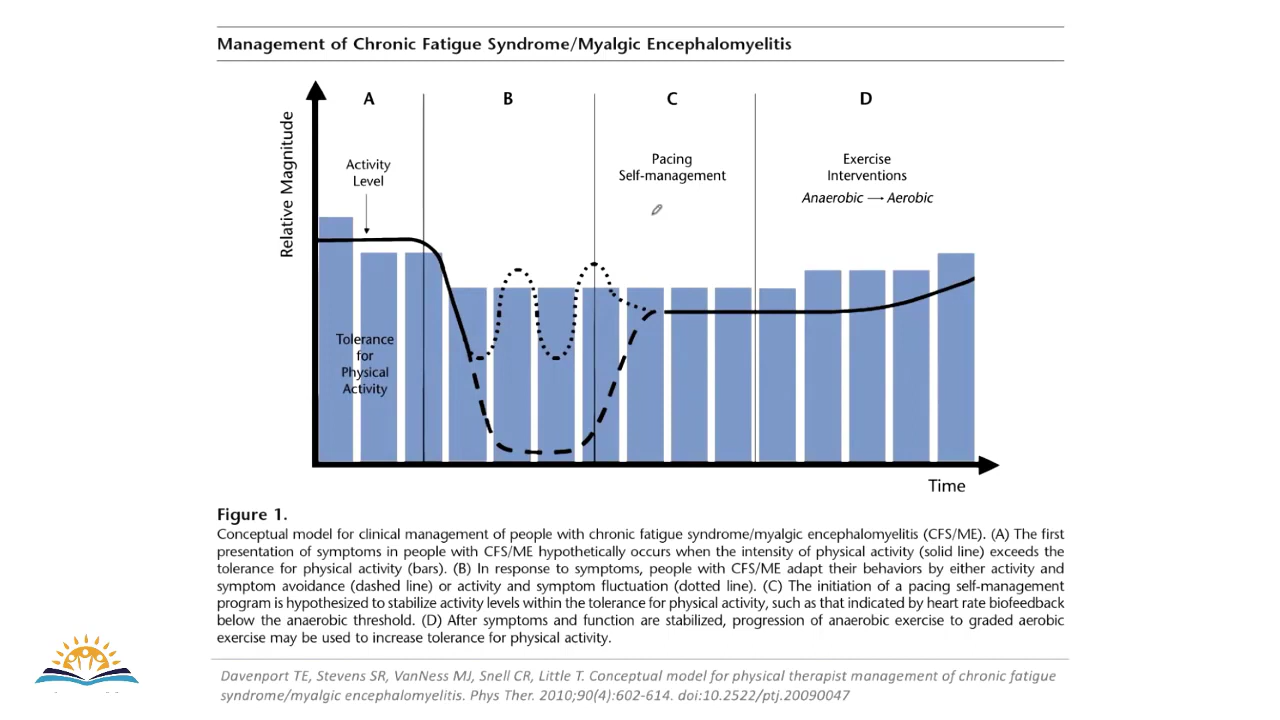 Management of Chronic Fatigue Syndrome/Myalgic Encephalomyelitis
A
B
C
D
Relative Magnitude
Activity
Level
Pacing
Self-management
Exercise
Interventions
Anaerobic → Aerobic
Tolerance
for
Physical
Activity
Time
Figure 1.
Conceptual model for clinical management of people with chronic fatigue syndrome/myalgic encephalomyelitis (CFS/ME). (A) The first
presentation of symptoms in people with CFS/ME hypothetically occurs when the intensity of physical activity (solid line) exceeds the
tolerance for physical activity (bars). (B) In response to symptoms, people with CFS/ME adapt their behaviors by either activity and
symptom avoidance (dashed line) or activity and symptom fluctuation (dotted line). (C) The initiation of a pacing self-management
program is hypothesized to stabilize activity levels within the tolerance for physical activity, such as that indicated by heart rate biofeedback
below the anaerobic threshold. (D) After symptoms and function are stabilized, progression of anaerobic exercise to graded aerobic
exercise may be used to increase tolerance for physical activity.
Davenport TE, Stevens SR, VanNess MJ, Snell CR, Little T. Conceptual model for physical therapist management of chronic fatigue
syndrome/myalgic encephalomyelitis. Phys Ther. 2010;90(4):602-614. doi:10.2522/ptj.20090047